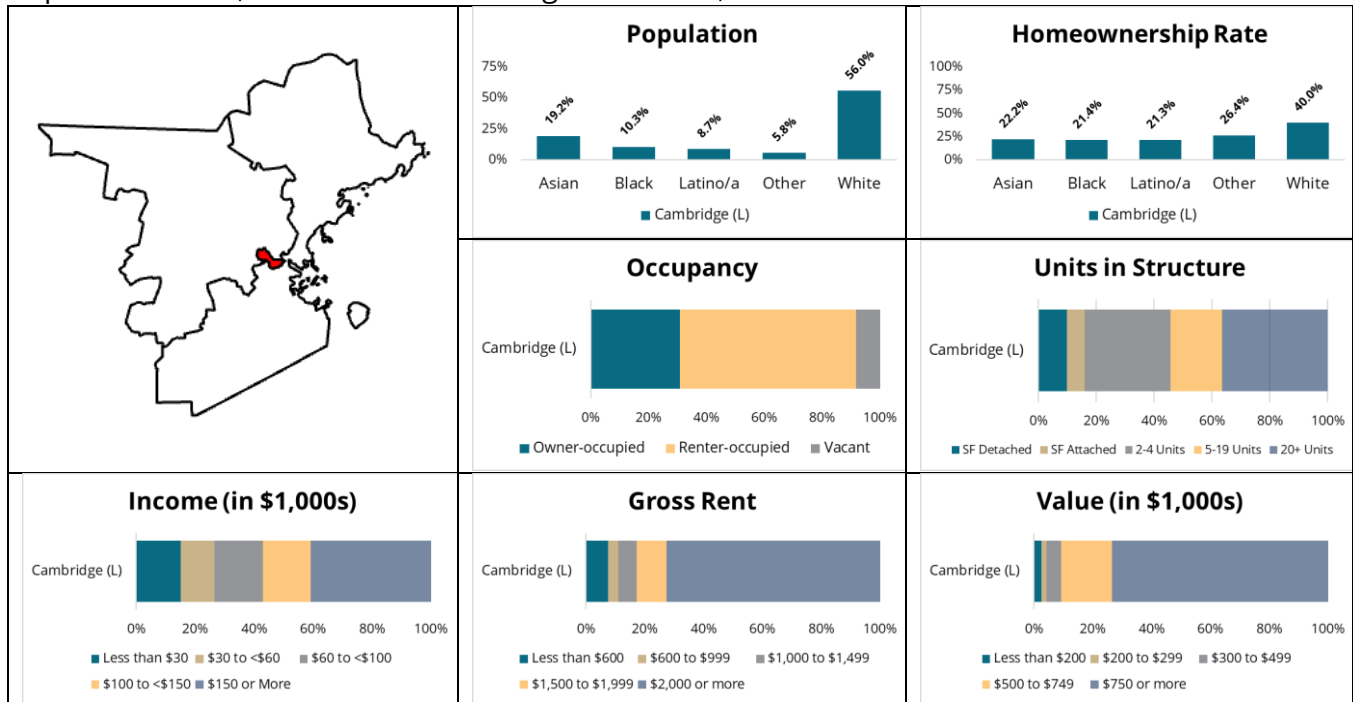 Population
75%
50%
25%
0%
19.2%
10.3%
8.7%
5.8%
56.0%
Asian Black Latino/a Other White
Cambridge (L)
Homeownership Rate
100%
75%
50%
25%
0%
22.2%
21.4%
21.3%
26.4%
40.0%
Asian Black Latino/a Other White
Cambridge (L)
Occupancy
Cambridge (L)
0% 20% 40% 60% 80% 100%
Owner-occupied Renter-occupied Vacant
Units in Structure
Cambridge (L)
0% 20% 40% 60% 80% 100%
SF Detached SF Attached 2-4 Units 5-19 Units 20+ Units
Income (in $1,000s)
Cambridge (L)
0% 20% 40% 60% 80% 100%
Less than $30 $30 to <$60 $60 to <$100
$100 to <$150 $150 or More
Gross Rent
Cambridge (L)
0% 20% 40% 60% 80% 100%
Less than $600 $600 to $999 $1,000 to $1,499
$1,500 to $1,999 $2,000 or more
Value (in $1,000s)
Cambridge (L)
0% 20% 40% 60% 80% 100%
Less than $200 $200 to $299 $300 to $499
$500 to $749 $750 or more